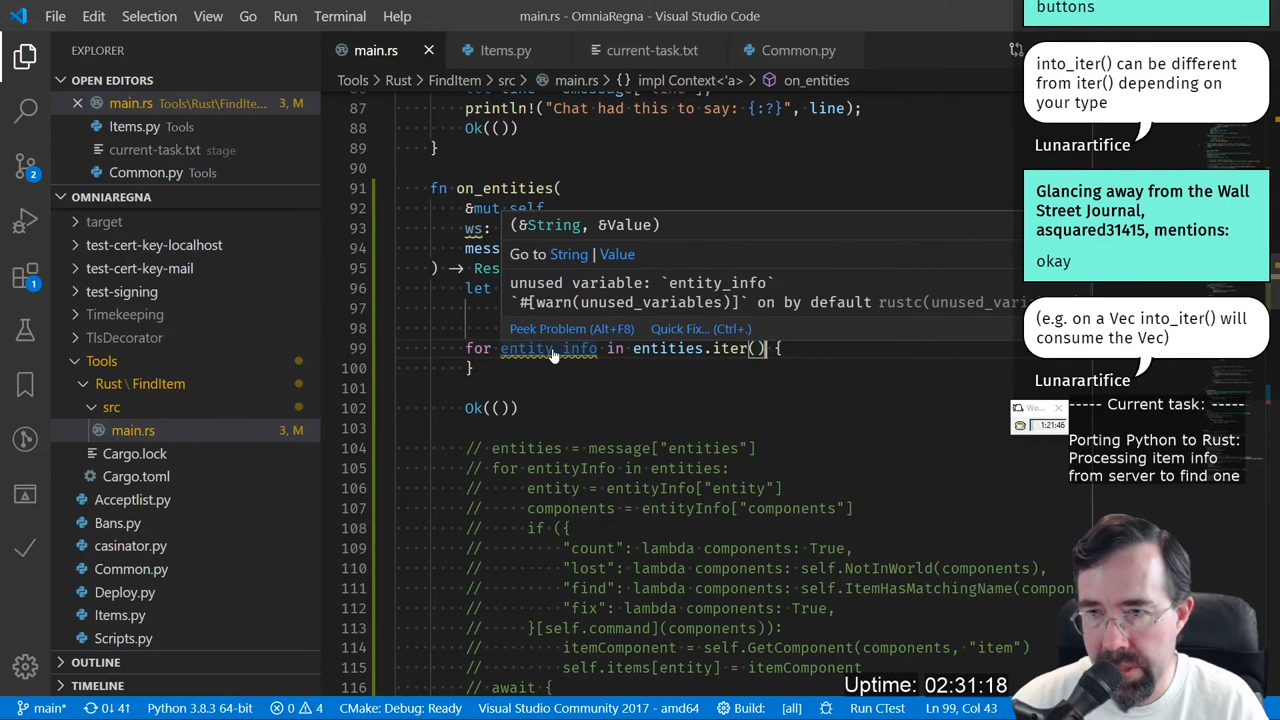 File Edit Selection View Go Run Terminal Help
main.rs - OmniaRegna - Visual Studio Code
EXPLORER
OPEN EDITORS
main.rs Tools\Rust\FindIte... 3, M
Items.py Tools
current-task.txt stage
Common.py Tools
OMNIAREGNA
target
test-cert-key-localhost
test-cert-key-mail
test-signing
Timekeeping
TlsDecorator
Tools
Rust \ FindItem
src
main.rs 3, M
Cargo.lock
Cargo.toml
Acceptlist.py
Bans.py
casinator.py
Common.py
Deploy.py
Items.py
Scripts.py
OUTLINE
TIMELINE
2
1
main.rs
Items.py
current-task.txt
Common.py
Tools > Rust > FindItem > src > main.rs > {} impl Context<'a> > on_entities
87 println!("Chat had this to say: {:?}", line);
88 Ok(())
89 }
90
91 fn on_entities(
92 &mut self
93 ws:
94 mess
95 ) -> Res
96 let
97
98
99 for entity_info in entities.iter() {
100 }
101
102 Ok(())
103
104 // entities = message["entities"]
105 // for entityInfo in entities:
106 // entity = entityInfo["entity"]
107 // components = entityInfo["components"]
108 // if ({
109 // "count": lambda components: True,
110 // "lost": lambda components: self.NotInWorld(components),
111 // "find": lambda components: self.ItemHasMatchingName(compon
112 // "fix": lambda components: True,
113 // }[self.command](components)):
114 // itemComponent = self.GetComponent(components, "item")
115 // self.items[entity] = itemComponent
116 // await {
(&String, &Value)
Go to String | Value
unused variable: `entity_info`
`#[warn(unused_variables)]` on by default rustc(unused_va
Peek Problem (Alt+F8) Quick Fix... (Ctrl+.)
buttons
into_iter() can be different
from iter() depending on
your type
Lunarartifice
Glancing away from the Wall
Street Journal,
asquared31415, mentions:
okay
(e.g. on a Vec into_iter() will
consume the Vec)
Lunarartifice
Wo...
1:21:46
----- Current task: -----
Porting Python to Rust:
Processing item info
from server to find one
Uptime: 02:31:18
main* 0↓ 4↑ Python 3.8.3 64-bit 0 4 CMake: Debug: Ready Visual Studio Community 2017 - amd64 Build: [all] Run CTest Ln 99, Col 43